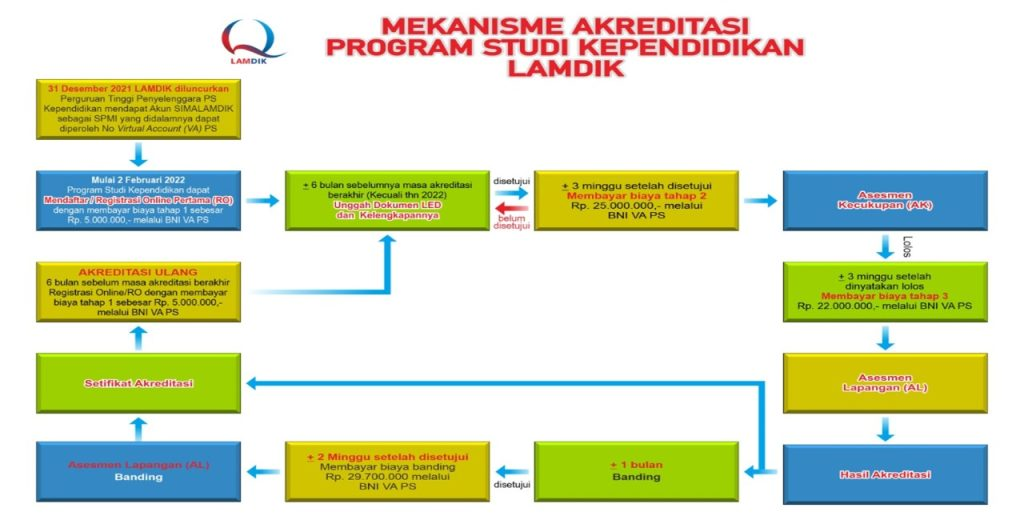 LAMDIK
MEKANISME AKREDITASI
PROGRAM STUDI KEPENDIDIKAN
LAMDIK
31 Desember 2021 LAMDIK diluncurkan
Perguruan Tinggi Penyelenggara PS
Kependidikan mendapat Akun SIMALAMDIK
sebagai SPMI yang didalamnya dapat
diperoleh No Virtual Account (VA) PS
Mulai 2 Februari 2022
Program Studi Kependidikan dapat
Mendaftar / Registrasi Online Pertama (RO)
dengan membayar biaya tahap 1 sebesar
Rp. 5.000.000,- melalui BNI VA PS
± 6 bulan sebelumnya masa akreditasi
berakhir (Kecuali thn 2022)
Unggah Dokumen LED
dan Kelengkapannya
disetujui
belum
disetujui
± 3 minggu setelah disetujui
Membayar biaya tahap 2
Rp. 25.000.000,- melalui
BNI VA PS
Asesmen
Kecukupan (AK)
Lolos
± 3 minggu setelah
dinyatakan lolos
Membayar biaya tahap 3
Rp. 22.000.000,- melalui BNI VA PS
Asesmen
Lapangan (AL)
Hasil Akreditasi
± 1 bulan
Banding
disetujui
± 2 Minggu setelah disetujui
Membayar biaya banding
Rp. 29.700.000 melalui
BNI VA PS
Asesmen Lapangan (AL)
Banding
Setifikat Akreditasi
AKREDITASI ULANG
6 bulan sebelum masa akreditasi berakhir
Registrasi Online/RO dengan membayar
biaya tahap 1 sebesar Rp. 5.000.000,-
melalui BNI VA PS